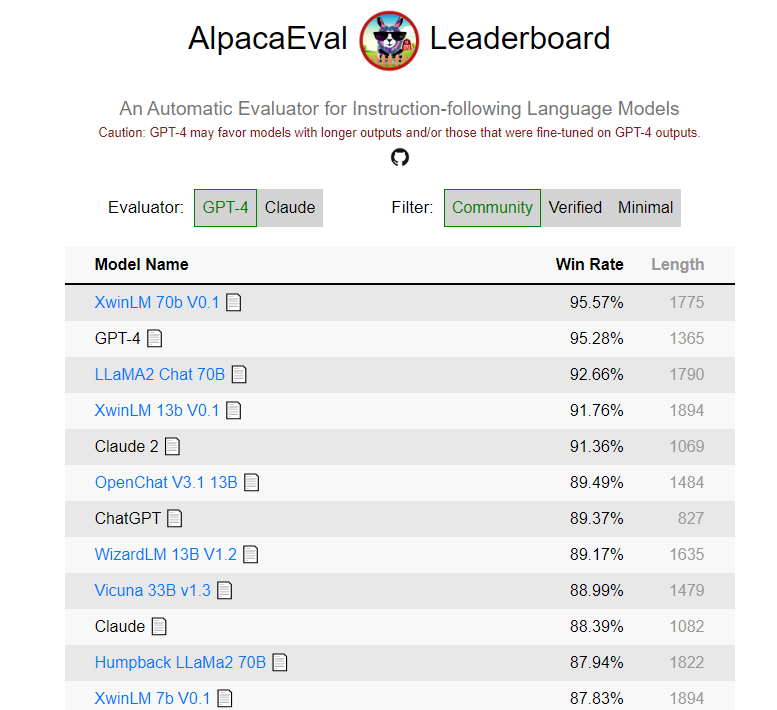 AlpacaEval Leaderboard
An Automatic Evaluator for Instruction-following Language Models
Caution: GPT-4 may favor models with longer outputs and/or those that were fine-tuned on GPT-4 outputs.
Evaluator: GPT-4 Claude Filter: Community Verified Minimal
Model Name Win Rate Length
XwinLM 70b V0.1 95.57% 1775
GPT-4 95.28% 1365
LLaMA2 Chat 70B 92.66% 1790
XwinLM 13b V0.1 91.76% 1894
Claude 2 91.36% 1069
OpenChat V3.1 13B 89.49% 1484
ChatGPT 89.37% 827
WizardLM 13B V1.2 89.17% 1635
Vicuna 33B v1.3 88.99% 1479
Claude 88.39% 1082
Humpback LLaMa2 70B 87.94% 1822
XwinLM 7b V0.1 87.83% 1894